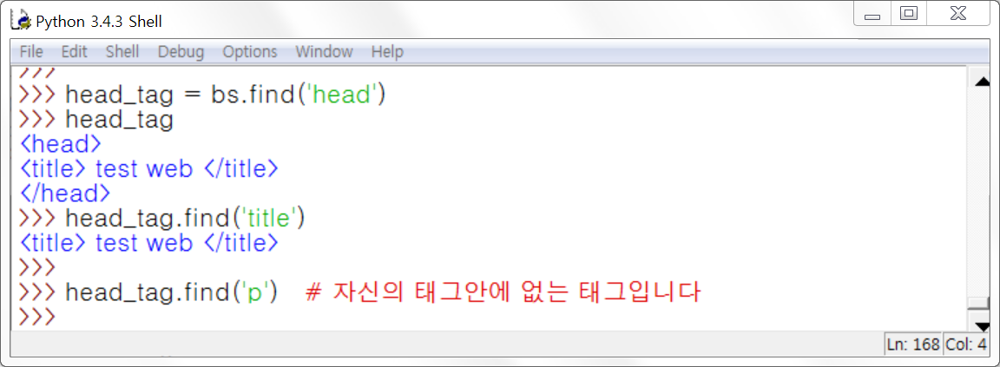 Python 3.4.3 Shell
File Edit Shell Debug Options Window Help
>>>
>>> head_tag = bs.find('head')
>>> head_tag
<head>
<title> test web </title>
</head>
>>> head_tag.find('title')
<title> test web </title>
>>>
>>> head_tag.find('p')  # 자신의 태그안에 없는 태그입니다
>>>
Ln: 168 Col: 4